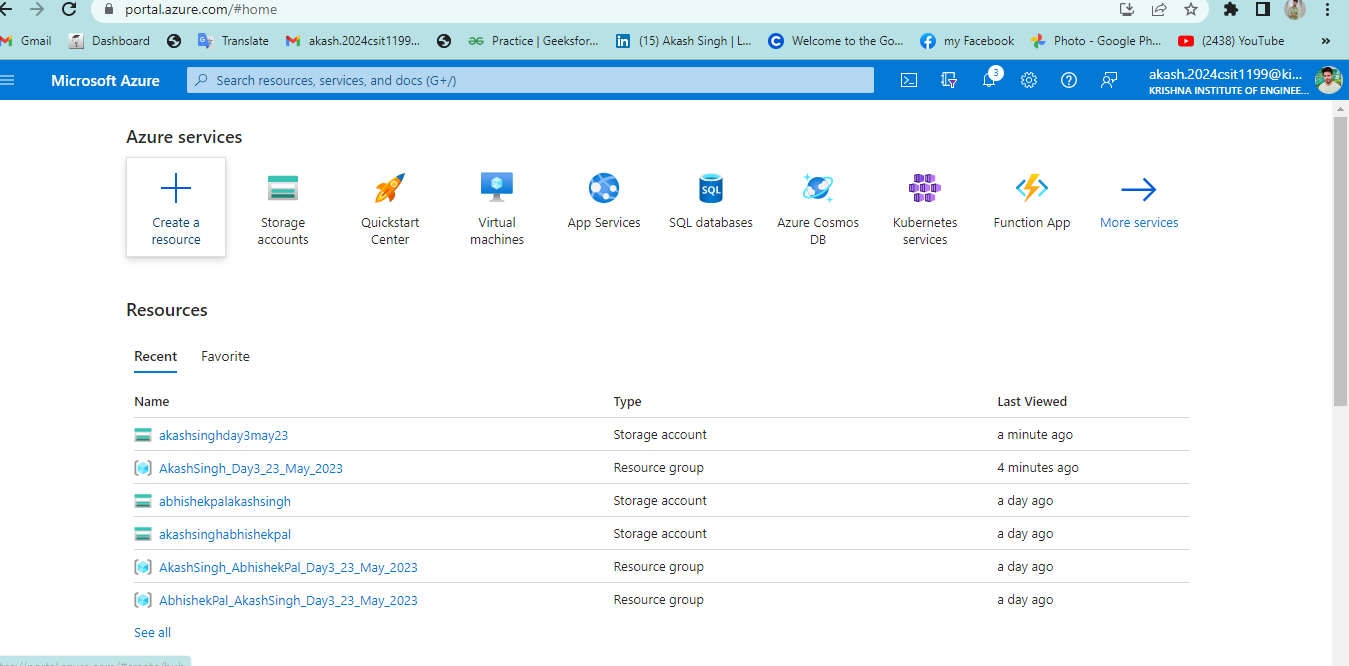 portal.azure.com/#home
Gmail Dashboard Translate akash.2024csit1199... Practice | Geeksfor... (15) Akash Singh | L... Welcome to the Go... my Facebook Photo - Google Ph... (2438) YouTube »
Microsoft Azure Search resources, services, and docs (G+/) 3 akash.2024csit1199@ki...
KRISHNA INSTITUTE OF ENGINEE...
Azure services
Create a
resource
Storage
accounts
Quickstart
Center
Virtual
machines
App Services
SQL
SQL databases
Azure Cosmos
DB
Kubernetes
services
Function App
More services
Resources
Recent Favorite
Name Type Last Viewed
akashsinghday3may23 Storage account a minute ago
AkashSingh_Day3_23_May_2023 Resource group 4 minutes ago
abhishekpalakashsingh Storage account a day ago
akashsinghabhishekpal Storage account a day ago
AkashSingh_AbhishekPal_Day3_23_May_2023 Resource group a day ago
AbhishekPal_AkashSingh_Day3_23_May_2023 Resource group a day ago
See all